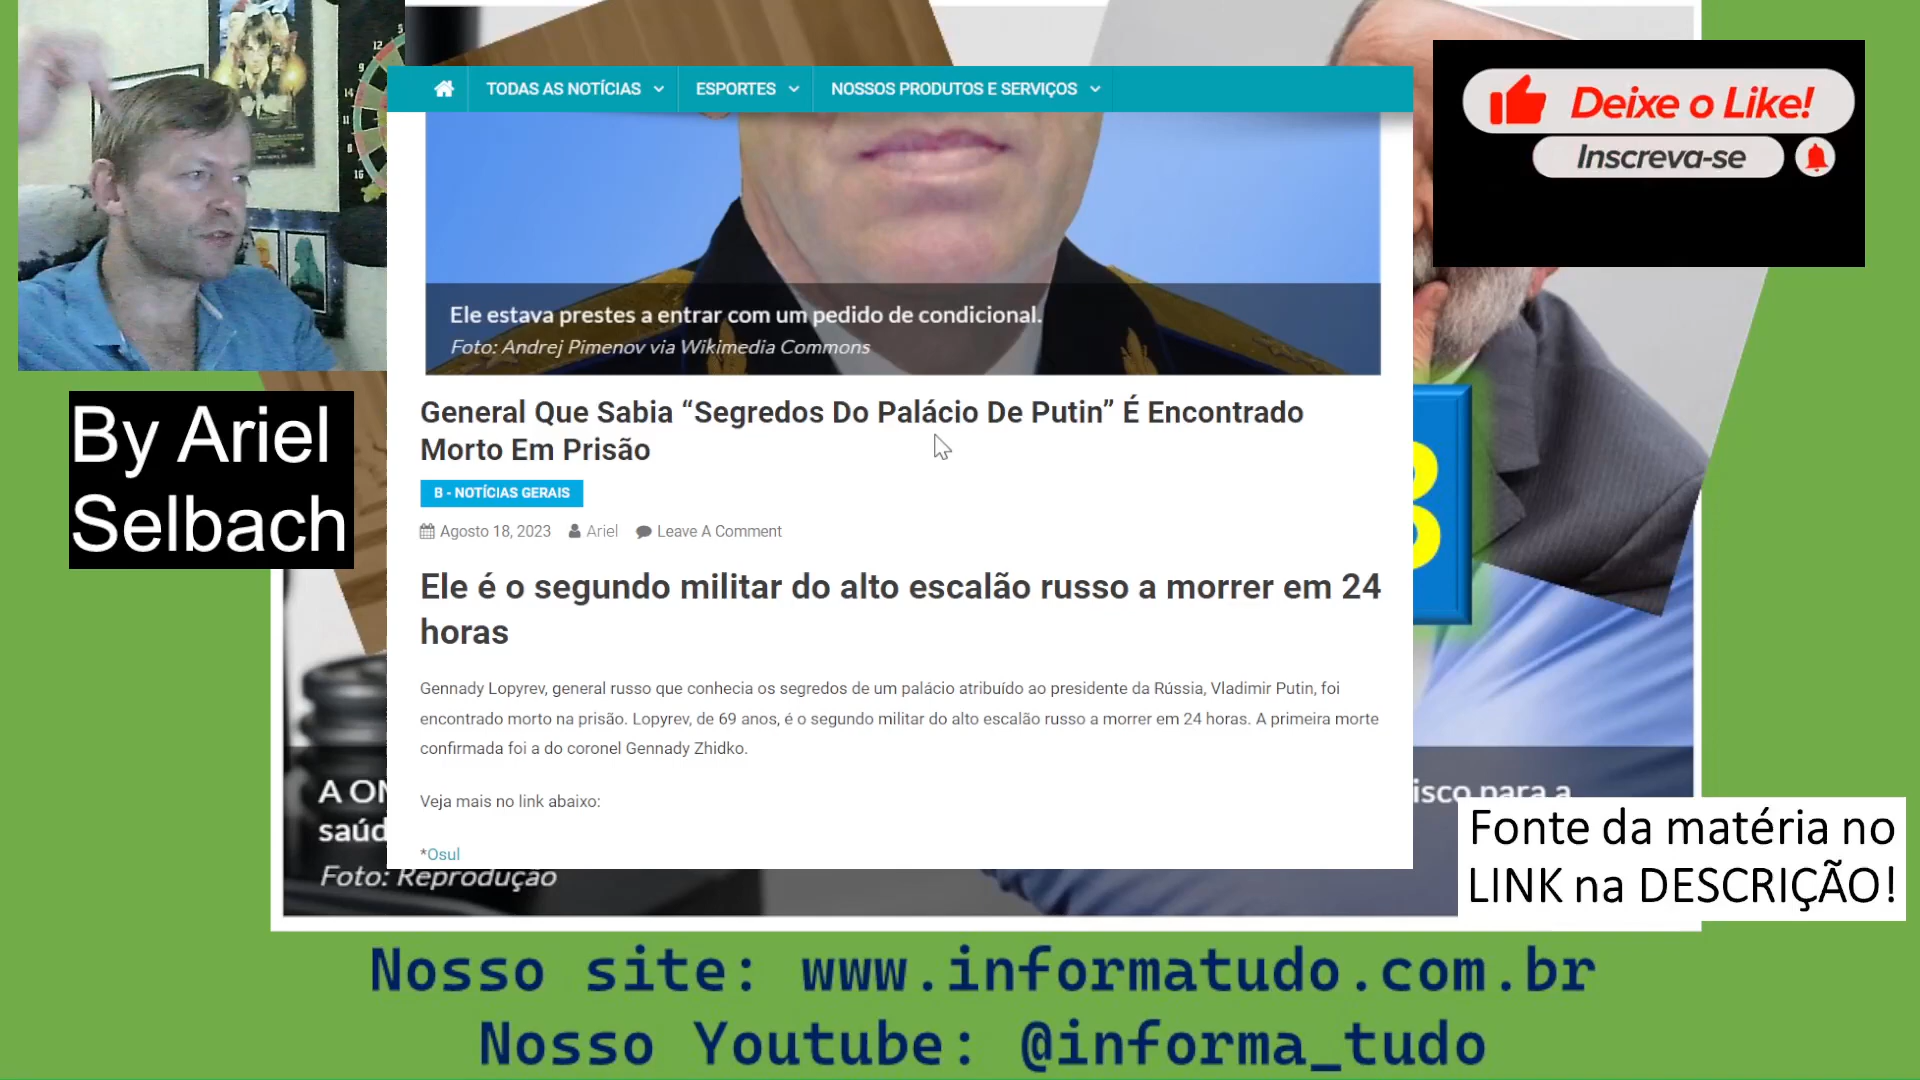 TODAS AS NOTÍCIAS
ESPORTES
NOSSOS PRODUTOS E SERVIÇOS
Deixe o Like!
Inscreva-se
Ele estava prestes a entrar com um pedido de condicional.
Foto: Andrej Pimenov via Wikimedia Commons
General Que Sabia “Segredos Do Palácio De Putin” É Encontrado
Morto Em Prisão
B - NOTÍCIAS GERAIS
Agosto 18, 2023 Ariel Leave A Comment
By Ariel
Selbach
Ele é o segundo militar do alto escalão russo a morrer em 24
horas
Gennady Lopyrev, general russo que conhecia os segredos de um palácio atribuído ao presidente da Rússia, Vladimir Putin, foi
encontrado morto na prisão. Lopyrev, de 69 anos, é o segundo militar do alto escalão russo a morrer em 24 horas. A primeira morte
confirmada foi a do coronel Gennady Zhidko.
Veja mais no link abaixo:
*Osul
Foto: Reprodução
Fonte da matéria no
LINK na DESCRIÇÃO!
Nosso site: www.informatudo.com.br
Nosso Youtube: @informa_tudo